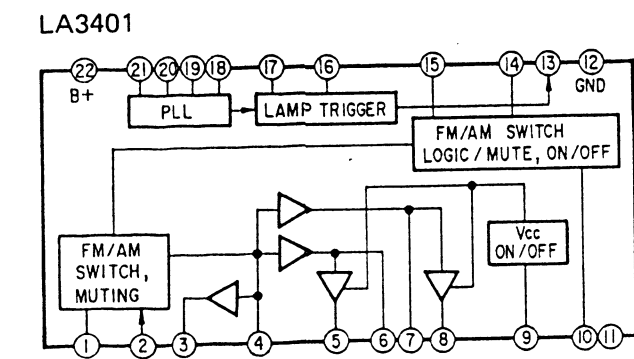 LA3401
22 21 20 19 18 17 16 15 14 13 12
B+ GND
PLL
LAMP TRIGGER
FM/AM SWITCH
LOGIC/MUTE, ON/OFF
FM/AM
SWITCH,
MUTING
Vcc
ON/OFF
1 2 3 4 5 6 7 8 9 10 11